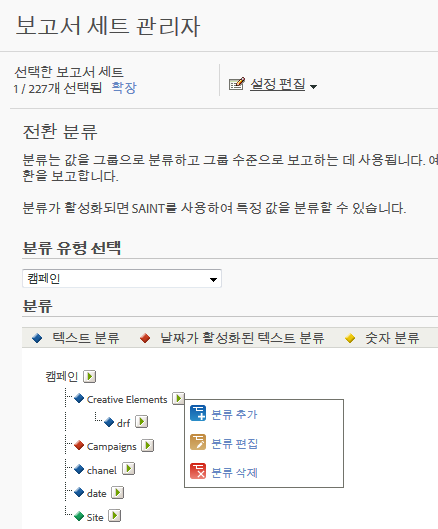 보고서 세트 관리자
선택한 보고서 세트
1 / 227개 선택됨 확장
설정 편집
전환 분류
분류는 값을 그룹으로 분류하고 그룹 수준으로 보고하는 데 사용됩니다. 예
환을 보고합니다.
분류가 활성화되면 SAINT를 사용하여 특정 값을 분류할 수 있습니다.
분류 유형 선택
캠페인
분류
텍스트 분류 날짜가 활성화된 텍스트 분류 숫자 분류
캠페인
Creative Elements
분류 추가
drf
분류 편집
Campaigns
chanel
분류 삭제
date
Site